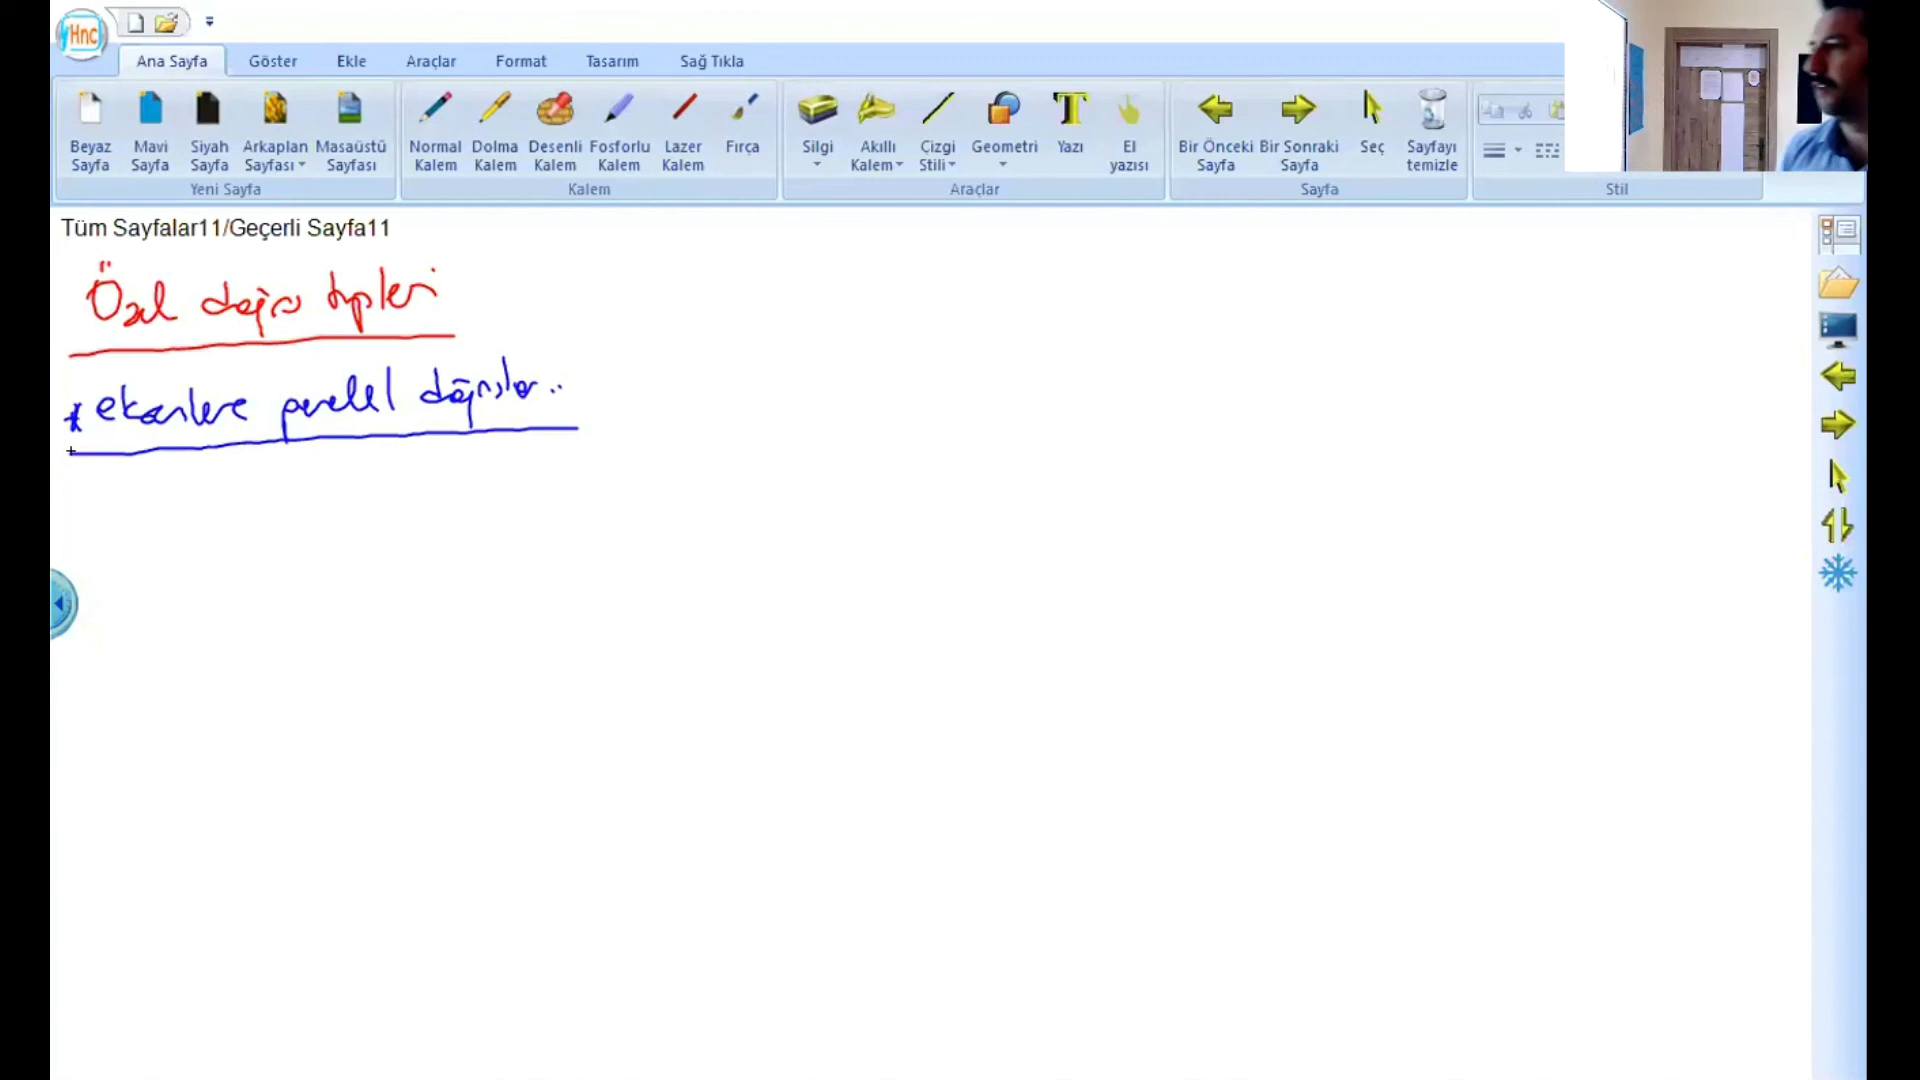 Hnc
Ana Sayfa Göster Ekle Araçlar Format Tasarım Sağ Tıkla
Beyaz Sayfa Mavi Sayfa Siyah Sayfa Arkaplan Sayfası Masaüstü Sayfası Normal Kalem Dolma Kalem Desenli Kalem Fosforlu Kalem Lazer Kalem Fırça Silgi Akıllı Kalem Çizgi Stili Geometri Yazı El yazısı Bir Önceki Sayfa Bir Sonraki Sayfa Seç Sayfayı temizle
Yeni Sayfa Kalem Araçlar Sayfa Stil
Tüm Sayfalar11/Geçerli Sayfa11
Özel doğru tipleri
* eksenlere paralel doğrular..